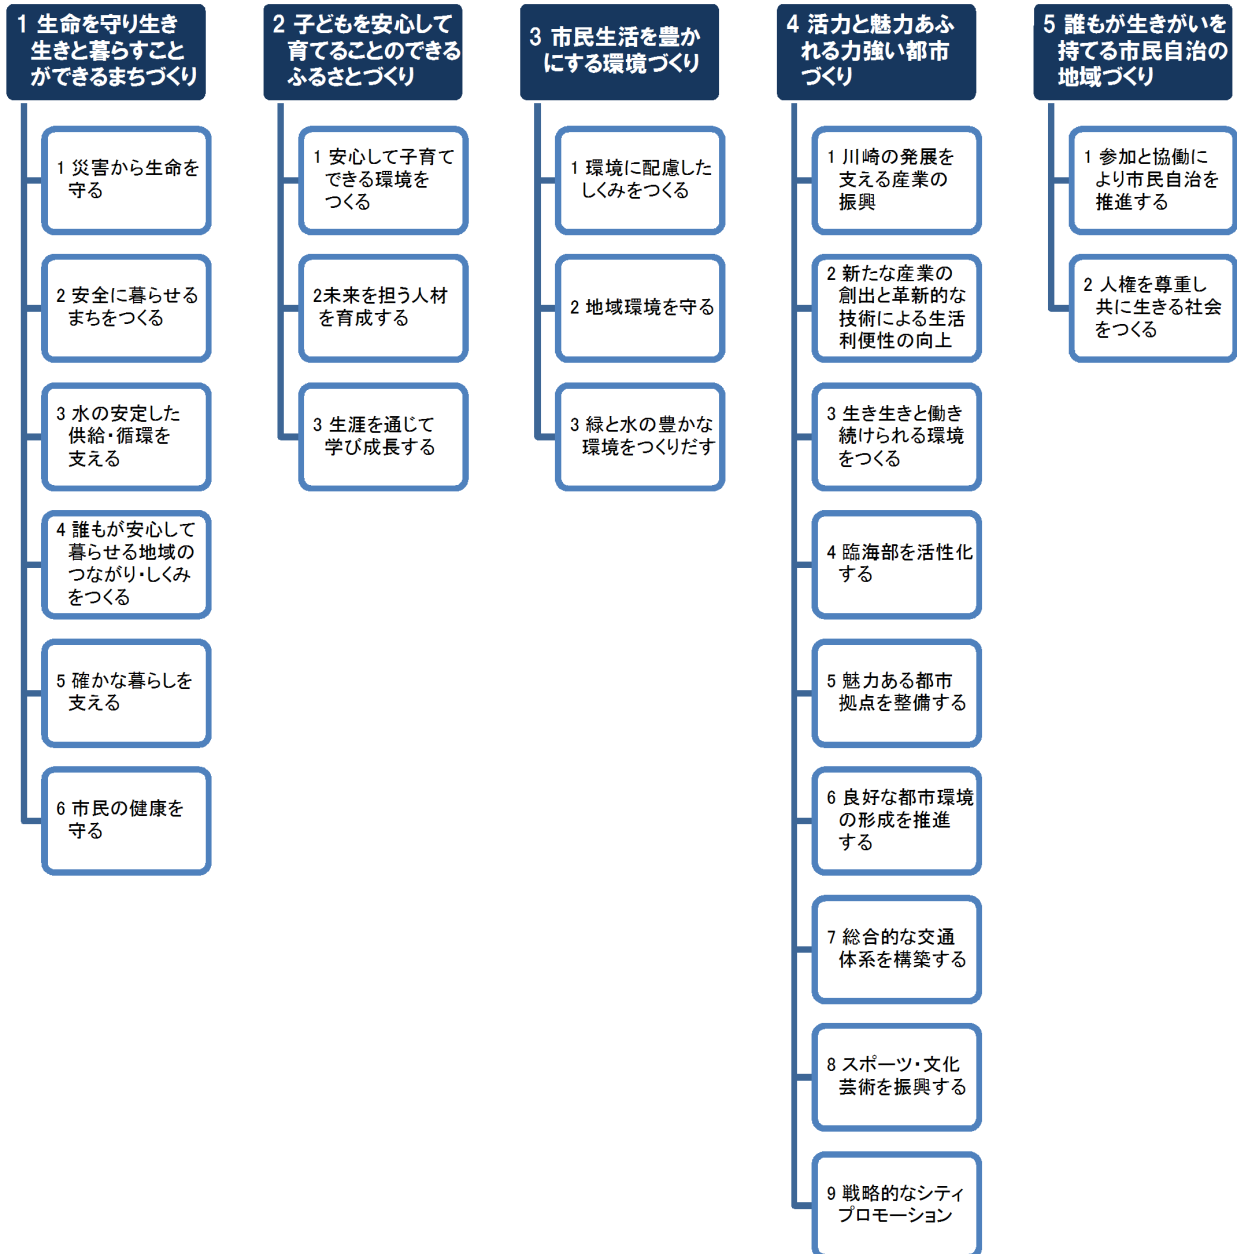 1 生命を守り生き
生きと暮らすこと
ができるまちづくり
1 災害から生命を
守る
2 安全に暮らせる
まちをつくる
3 水の安定した
供給・循環を
支える
4 誰もが安心して
暮らせる地域の
つながり・しくみ
をつくる
5 確かな暮らしを
支える
6 市民の健康を
守る
2 子どもを安心して
育てることのできる
ふるさとづくり
1 安心して子育て
できる環境を
つくる
2未来を担う人材
を育成する
3 生涯を通じて
学び成長する
3 市民生活を豊か
にする環境づくり
1 環境に配慮した
しくみをつくる
2 地域環境を守る
3 緑と水の豊かな
環境をつくりだす
4 活力と魅力あふ
れる力強い都市
づくり
1 川崎の発展を
支える産業の
振興
2 新たな産業の
創出と革新的な
技術による生活
利便性の向上
3 生き生きと働き
続けられる環境
をつくる
4 臨海部を活性化
する
5 魅力ある都市
拠点を整備する
6 良好な都市環境
の形成を推進
する
7 総合的な交通
体系を構築する
8 スポーツ・文化
芸術を振興する
9 戦略的なシティ
プロモーション
5 誰もが生きがいを
持てる市民自治の
地域づくり
1 参加と協働に
より市民自治を
推進する
2 人権を尊重し
共に生きる社会
をつくる